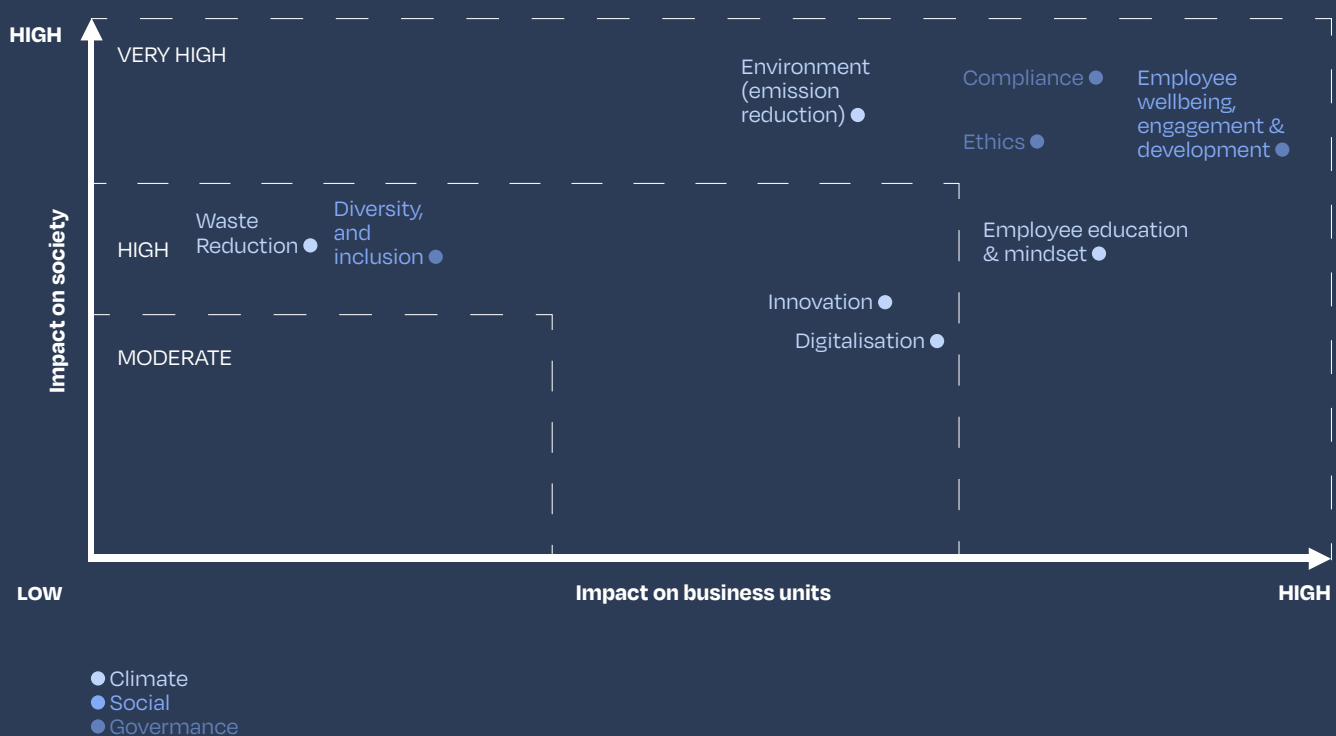 HIGH
VERY HIGH
Environment
(emission
reduction)
Compliance
Ethics
Employee
wellbeing,
engagement &
development
Impact on society
HIGH
Waste
Reduction
Diversity,
and
inclusion
Employee education
& mindset
Innovation
Digitalisation
MODERATE
LOW
Impact on business units
HIGH
Climate
Social
Govermance